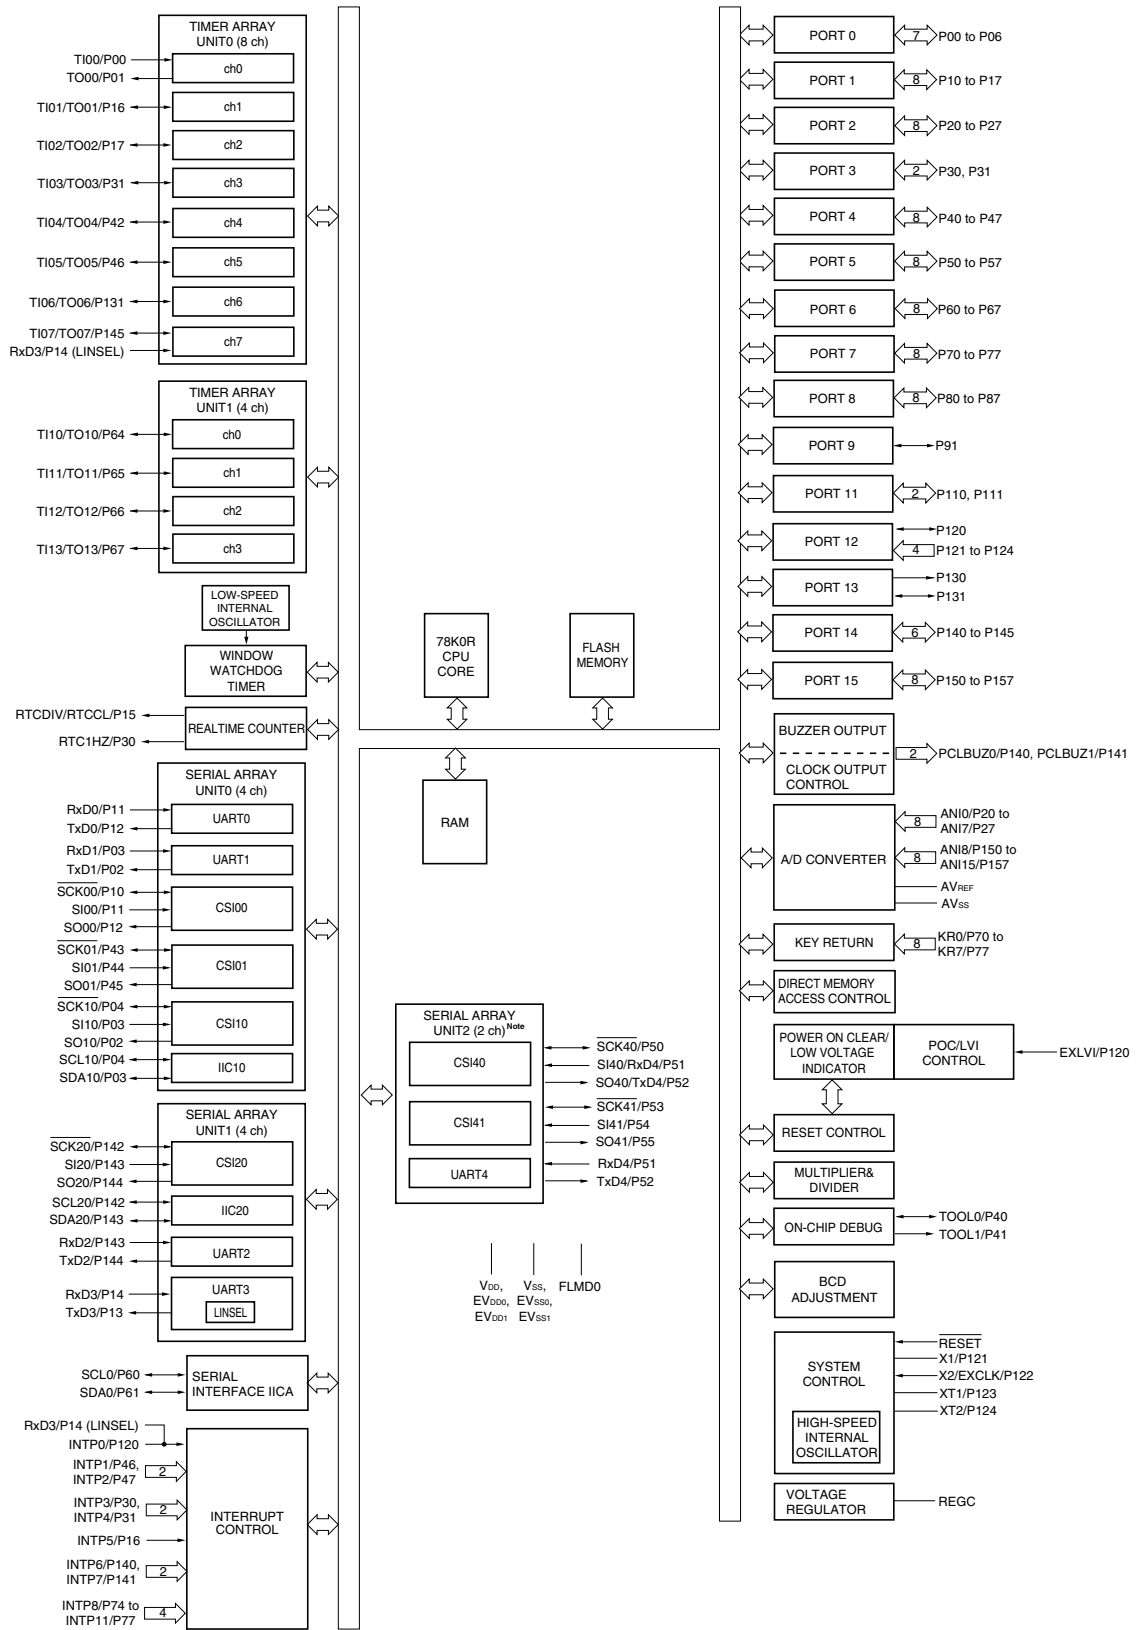 TIMER ARRAY
UNIT0 (8 ch)
TI00/P00
TO00/P01
ch0
TI01/TO01/P16
ch1
TI02/TO02/P17
ch2
TI03/TO03/P31
ch3
TI04/TO04/P42
ch4
TI05/TO05/P46
ch5
TI06/TO06/P131
ch6
TI07/TO07/P145
RxD3/P14 (LINSEL)
ch7
TIMER ARRAY
UNIT1 (4 ch)
TI10/TO10/P64
ch0
TI11/TO11/P65
ch1
TI12/TO12/P66
ch2
TI13/TO13/P67
ch3
LOW-SPEED
INTERNAL
OSCILLATOR
WINDOW
WATCHDOG
TIMER
RTCDIV/RTCCL/P15
RTC1HZ/P30
REALTIME COUNTER
SERIAL ARRAY
UNIT0 (4 ch)
RxD0/P11
TxD0/P12
UART0
RxD1/P03
TxD1/P02
UART1
SCK00/P10
SI00/P11
SO00/P12
CSI00
SCK01/P43
SI01/P44
SO01/P45
CSI01
SCK10/P04
SI10/P03
SO10/P02
CSI10
SCL10/P04
SDA10/P03
IIC10
SERIAL ARRAY
UNIT1 (4 ch)
SCK20/P142
SI20/P143
SO20/P144
CSI20
SCL20/P142
SDA20/P143
IIC20
RxD2/P143
TxD2/P144
UART2
RxD3/P14
TxD3/P13
UART3
LINSEL
SCL0/P60
SDA0/P61
SERIAL
INTERFACE IICA
RxD3/P14 (LINSEL)
INTP0/P120
INTP1/P46,
INTP2/P47
2
INTP3/P30,
INTP4/P31
2
INTP5/P16
INTP6/P140,
INTP7/P141
2
INTP8/P74 to
INTP11/P77
4
INTERRUPT
CONTROL
78K0R
CPU
CORE
FLASH
MEMORY
RAM
SERIAL ARRAY
UNIT2 (2 ch) Note
CSI40
SCK40/P50
SI40/RxD4/P51
SO40/TxD4/P52
CSI41
SCK41/P53
SI41/P54
SO41/P55
UART4
RxD4/P51
TxD4/P52
VDD,
EVDD0,
EVDD1
VSS,
EVSS0,
EVSS1
FLMD0
PORT 0
7
P00 to P06
PORT 1
8
P10 to P17
PORT 2
8
P20 to P27
PORT 3
2
P30, P31
PORT 4
8
P40 to P47
PORT 5
8
P50 to P57
PORT 6
8
P60 to P67
PORT 7
8
P70 to P77
PORT 8
8
P80 to P87
PORT 9
P91
PORT 11
2
P110, P111
PORT 12
P120
4
P121 to P124
PORT 13
P130
P131
PORT 14
6
P140 to P145
PORT 15
8
P150 to P157
BUZZER OUTPUT
CLOCK OUTPUT
CONTROL
2
PCLBUZ0/P140, PCLBUZ1/P141
A/D CONVERTER
8
ANI0/P20 to
ANI7/P27
8
ANI8/P150 to
ANI15/P157
AVREF
AVSS
KEY RETURN
8
KR0/P70 to
KR7/P77
DIRECT MEMORY
ACCESS CONTROL
POWER ON CLEAR/
LOW VOLTAGE
INDICATOR
POC/LVI
CONTROL
EXLVI/P120
RESET CONTROL
MULTIPLIER&
DIVIDER
ON-CHIP DEBUG
TOOL0/P40
TOOL1/P41
BCD
ADJUSTMENT
SYSTEM
CONTROL
HIGH-SPEED
INTERNAL
OSCILLATOR
RESET
X1/P121
X2/EXCLK/P122
XT1/P123
XT2/P124
VOLTAGE
REGULATOR
REGC